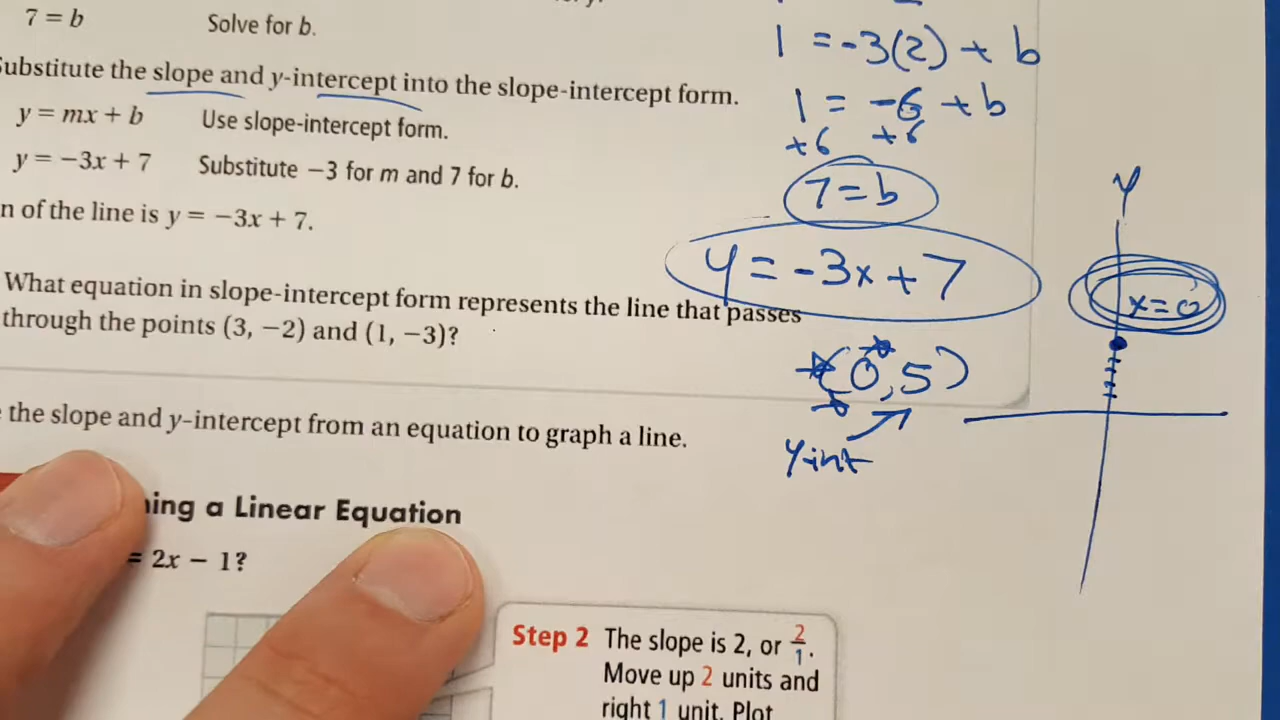 7 = b Solve for b.
Substitute the slope and y-intercept into the slope-intercept form.
y = mx + b Use slope-intercept form.
y = −3x + 7 Substitute −3 for m and 7 for b.
of the line is y = −3x + 7.
What equation in slope-intercept form represents the line that passes
through the points (3, −2) and (1, −3)?
the slope and y-intercept from an equation to graph a line.
a Linear Equation
= 2x − 1?
Step 2 The slope is 2, or 2/1.
Move up 2 units and
right 1 unit. Plot
1 = -3(2) + b
1 = -6 + b
+6 +6
7 = b
y = -3x + 7
(0,5)
y-int
y
x=0